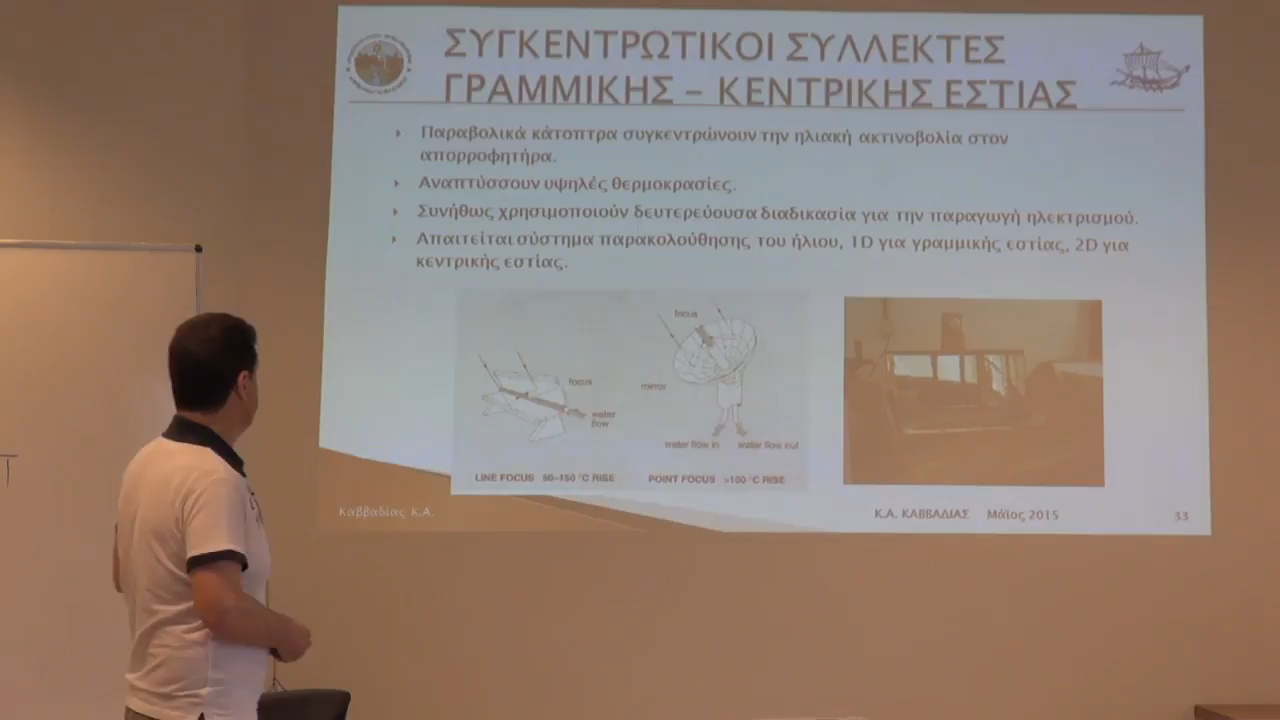 ΣΥΓΚΕΝΤΡΩΤΙΚΟΙ ΣΥΛΛΕΚΤΕΣ
ΓΡΑΜΜΙΚΗΣ – ΚΕΝΤΡΙΚΗΣ ΕΣΤΙΑΣ
Παραβολικά κάτοπτρα συγκεντρώνουν την ηλιακή ακτινοβολία στον
απορροφητήρα.
Αναπτύσσουν υψηλές θερμοκρασίες.
Συνήθως χρησιμοποιούν δευτερεύουσα διαδικασία για την παραγωγή ηλεκτρισμού.
Απαιτείται σύστημα παρακολούθησης του ήλιου, 1D για γραμμικής εστίας, 2D για
κεντρικής εστίας.
focus
water
flow
LINE FOCUS 50–150 °C RISE
focus
mirror
water flow in water flow out
POINT FOCUS >100 °C RISE
Καββαδίας Κ.Α.
Κ.Α. ΚΑΒΒΑΔΙΑΣ Μάϊος 2015
33